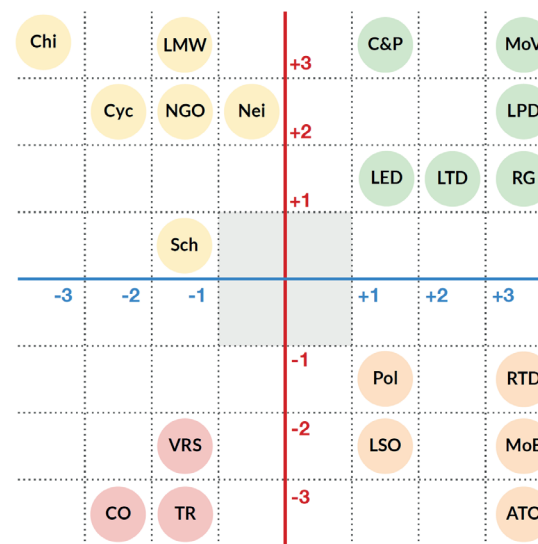 Chi LMW C&P MoV
+3
Cyc NGO Nei LPD
+2
LED LTD RG
+1
Sch
-3 -2 -1 +1 +2 +3
-1
Pol RTD
-2
VRS LSO MoE
-3
CO TR ATO